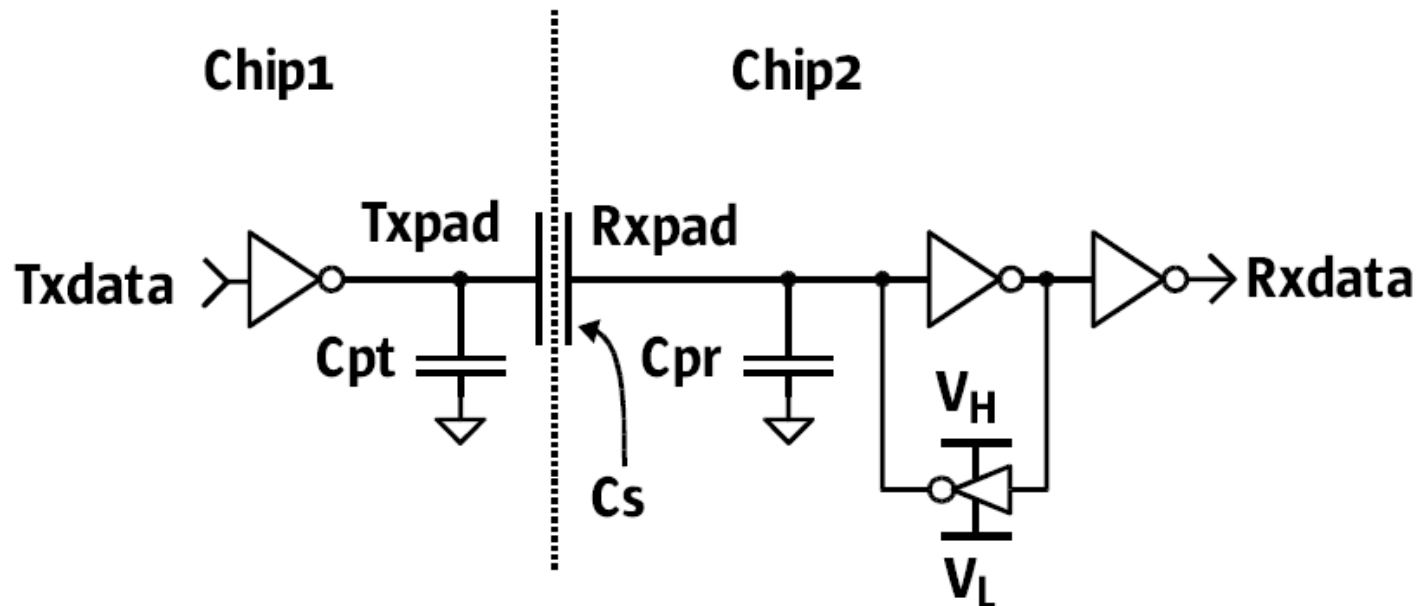 Chip1
Chip2
Txpad
Rxpad
Txdata
Rxdata
Cpt
Cpr
VH
Cs
VL